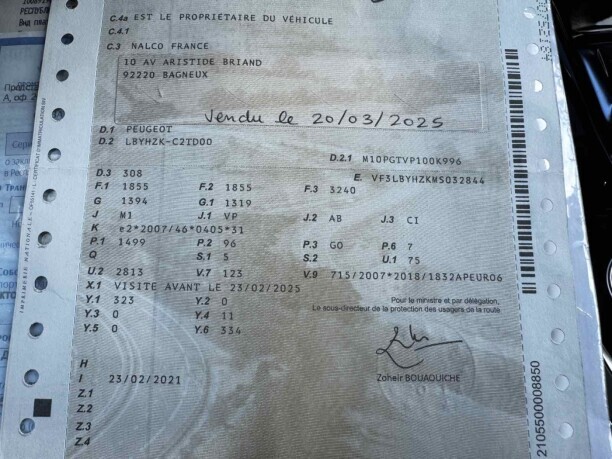 C.4a EST LE PROPRIÉTAIRE DU VÉHICULE
C.4.1
C.3 NALCO FRANCE
10 AV ARISTIDE BRIAND
92220 BAGNEUX
Vendu le 20/03/2025
D.1 PEUGEOT
D.2 LBYHZK-C2TD00
D.2.1 M10PGTVP100K996
D.3 308
E. VF3LBYHZKMS032844
F.1 1855 F.2 1855 F.3 3240
G 1394 G.1 1319
J M1 J.1 VP J.2 AB J.3 CI
K e2*2007/46*0405*31
P.1 1499 P.2 96 P.3 GO P.6 7
Q S.1 5 S.2 U.1 75
U.2 2813 V.7 123 V.9 715/2007*2018/1832APEURO6
X.1 VISITE AVANT LE 23/02/2025
Y.1 323 Y.2 0
Y.3 0 Y.4 11
Y.5 0 Y.6 334
Pour le ministre et par délégation,
Le sous-directeur de la protection des usagers de la route
Zaheir BOUAOUICHE
H
I 23/02/2021
Z.1
Z.2
Z.3
Z.4
2105500008850
IMPRIMERIE NATIONALE